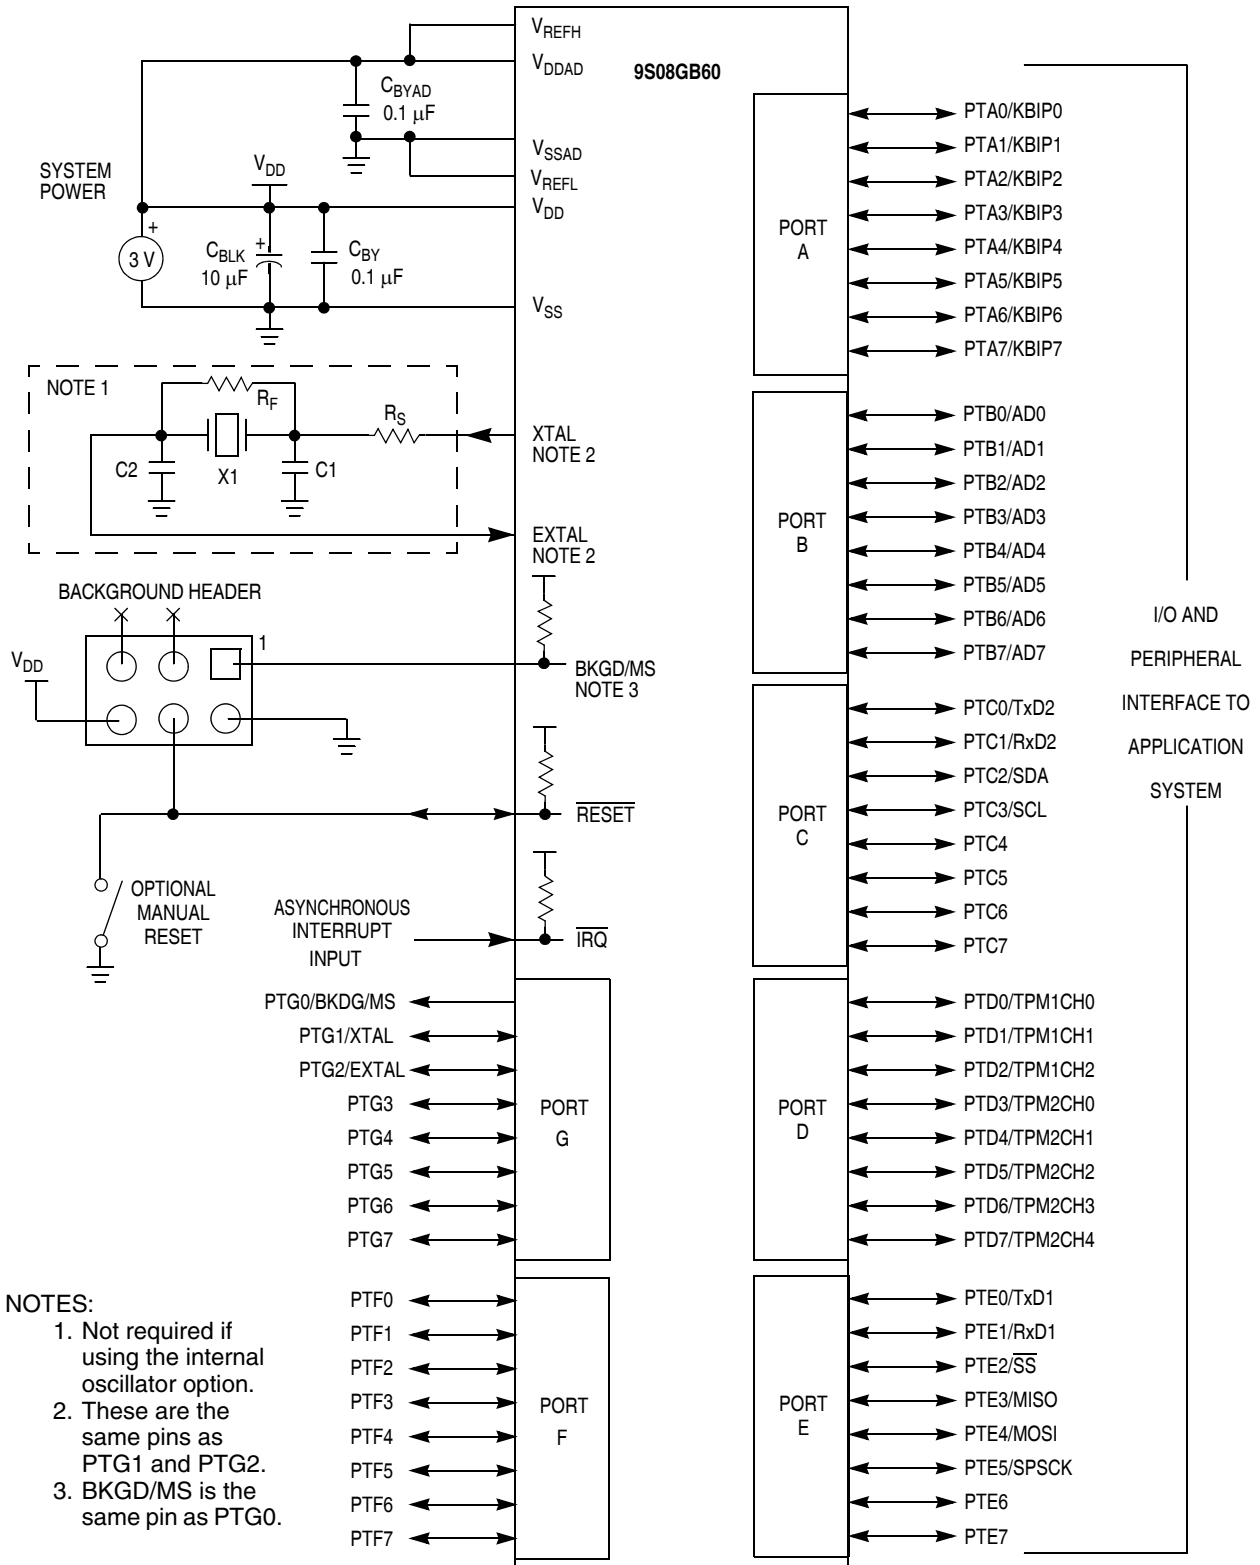 VREFH
VDDAD
9S08GB60
CBYAD
0.1 µF
VSSAD
VREFL
SYSTEM
POWER
VDD
VDD
+
3 V
CBLK
10 µF
+
CBY
0.1 µF
VSS
NOTE 1
RF
RS
C2
X1
C1
XTAL
NOTE 2
EXTAL
NOTE 2
BACKGROUND HEADER
1
VDD
BKGD/MS
NOTE 3
RESET
OPTIONAL
MANUAL
RESET
ASYNCHRONOUS
INTERRUPT
INPUT
IRQ
PTG0/BKDG/MS
PTG1/XTAL
PTG2/EXTAL
PTG3
PTG4
PTG5
PTG6
PTG7
PORT
G
PTF0
PTF1
PTF2
PTF3
PTF4
PTF5
PTF6
PTF7
PORT
F
NOTES:
1. Not required if
using the internal
oscillator option.
2. These are the
same pins as
PTG1 and PTG2.
3. BKGD/MS is the
same pin as PTG0.
PORT
A
PTA0/KBIP0
PTA1/KBIP1
PTA2/KBIP2
PTA3/KBIP3
PTA4/KBIP4
PTA5/KBIP5
PTA6/KBIP6
PTA7/KBIP7
PORT
B
PTB0/AD0
PTB1/AD1
PTB2/AD2
PTB3/AD3
PTB4/AD4
PTB5/AD5
PTB6/AD6
PTB7/AD7
PORT
C
PTC0/TxD2
PTC1/RxD2
PTC2/SDA
PTC3/SCL
PTC4
PTC5
PTC6
PTC7
PORT
D
PTD0/TPM1CH0
PTD1/TPM1CH1
PTD2/TPM1CH2
PTD3/TPM2CH0
PTD4/TPM2CH1
PTD5/TPM2CH2
PTD6/TPM2CH3
PTD7/TPM2CH4
PORT
E
PTE0/TxD1
PTE1/RxD1
PTE2/SS
PTE3/MISO
PTE4/MOSI
PTE5/SPSCK
PTE6
PTE7
I/O AND
PERIPHERAL
INTERFACE TO
APPLICATION
SYSTEM